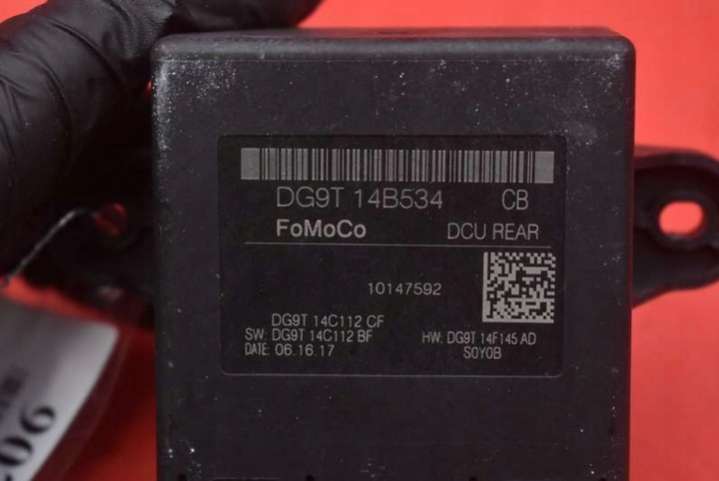 DG9T 14B534 CB
FoMoCo DCU REAR
10147592
DG9T 14C112 CF
SW: DG9T 14C112 BF HW: DG9T 14F145 AD
DATE: 06.16.17 S0Y0B